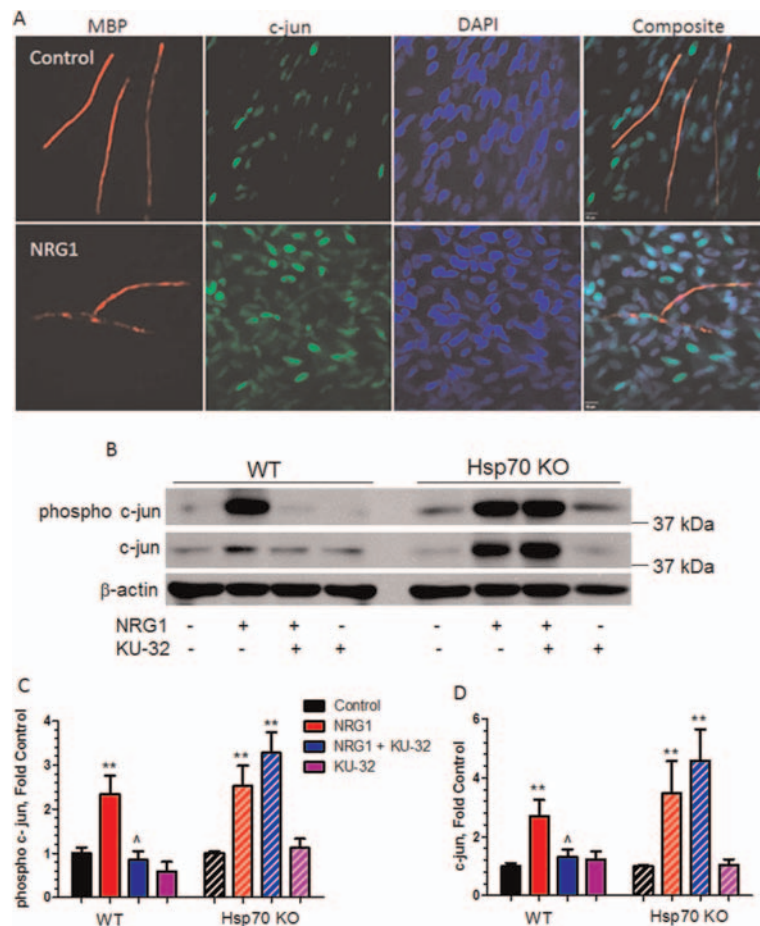 A
MBP c-jun DAPI Composite
Control
NRG1
B
WT Hsp70 KO
phospho c-jun
37 kDa
c-jun
37 kDa
β-actin
NRG1 - + + - - + + -
KU-32 - - + + - - + +
C
phospho c- jun, Fold Control
4
3
2
1
0
** ^ ** **
WT Hsp70 KO
Control
NRG1
NRG1 + KU-32
KU-32
D
c-jun, Fold Control
6
4
2
0
** ^ ** **
WT Hsp70 KO